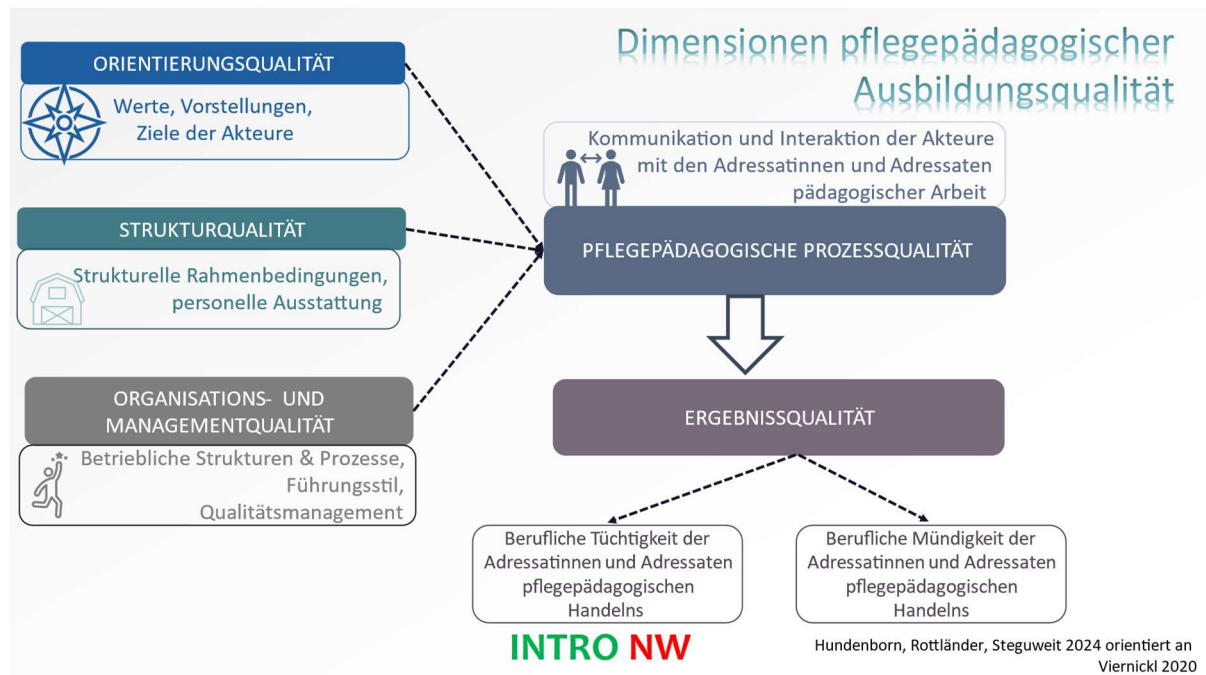 Dimensionen pflegepädagogischer
Ausbildungsqualität
ORIENTIERUNGSQUALITÄT
Werte, Vorstellungen,
Ziele der Akteure
STRUKTURQUALITÄT
Strukturelle Rahmenbedingungen,
personelle Ausstattung
ORGANISATIONS- UND
MANAGEMENTQUALITÄT
Betriebliche Strukturen & Prozesse,
Führungsstil,
Qualitätsmanagement
Kommunikation und Interaktion der Akteure
mit den Adressatinnen und Adressaten
pädagogischer Arbeit
PFLEGEPÄDAGOGISCHE PROZESSQUALITÄT
ERGEBNISSQUALITÄT
Berufliche Tüchtigkeit der
Adressatinnen und Adressaten
pflegepädagogischen
Handelns
Berufliche Mündigkeit der
Adressatinnen und Adressaten
pflegepädagogischen
Handelns
INTRO NW
Hundenborn, Rottländer, Steguweit 2024 orientiert an
Viernickl 2020